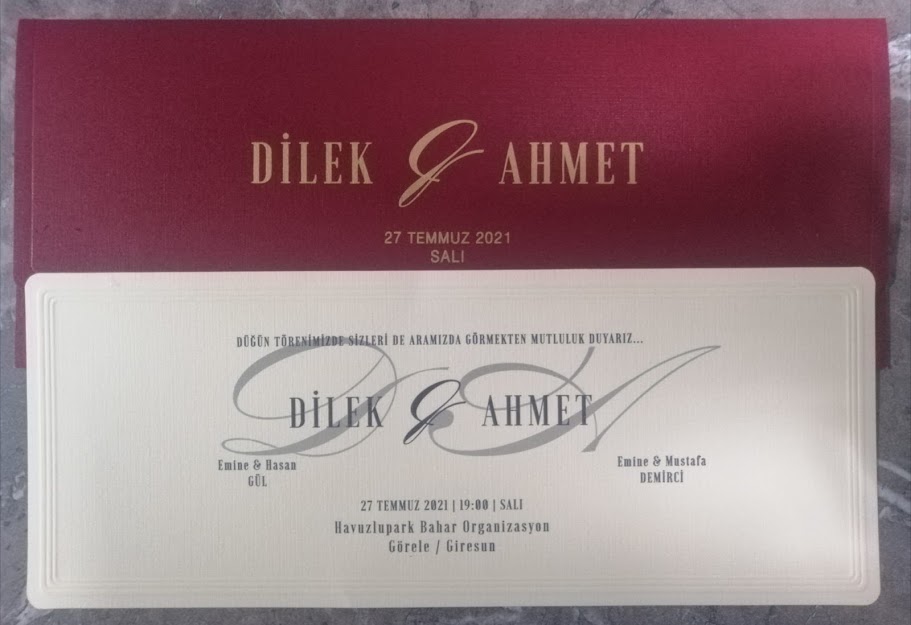 DİLEK & AHMET
27 TEMMUZ 2021
SALI
DÜĞÜN TÖRENİMİZDE SİZLERİ DE ARAMIZDA GÖRMEKTEN MUTLULUK DUYARIZ...
D A
DİLEK & AHMET
Emine & Hasan
GÜL
Emine & Mustafa
DEMİRCİ
27 TEMMUZ 2021 | 19:00 | SALI
Havuzlupark Bahar Organizasyon
Görele / Giresun